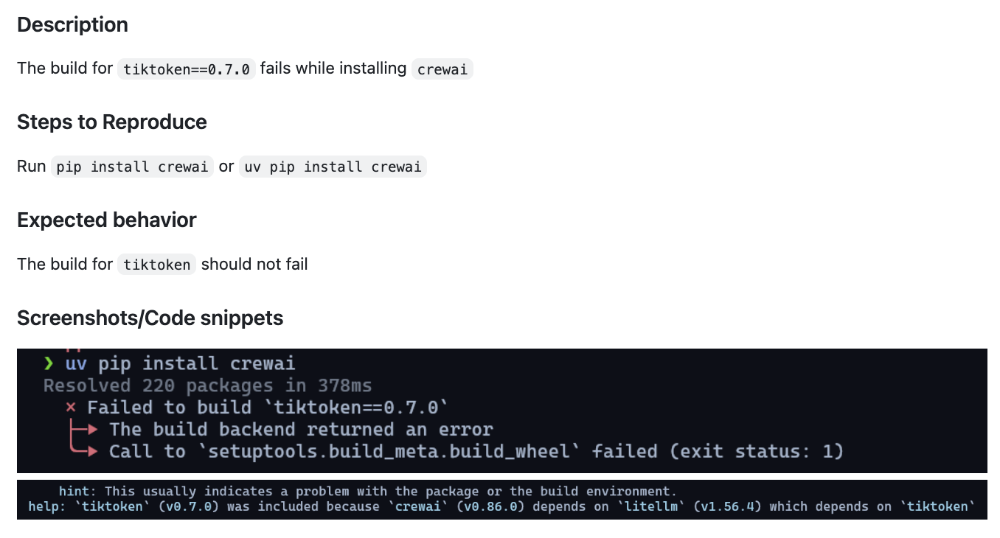 Description
The build for tiktoken==0.7.0 fails while installing crewai
Steps to Reproduce
Run pip install crewai or uv pip install crewai
Expected behavior
The build for tiktoken should not fail
Screenshots/Code snippets
❯ uv pip install crewai
Resolved 220 packages in 378ms
× Failed to build `tiktoken==0.7.0`
├─▶ The build backend returned an error
╰─▶ Call to `setuptools.build_meta.build_wheel` failed (exit status: 1)
hint: This usually indicates a problem with the package or the build environment.
help: `tiktoken` (v0.7.0) was included because `crewai` (v0.86.0) depends on `litellm` (v1.56.4) which depends on `tiktoken`